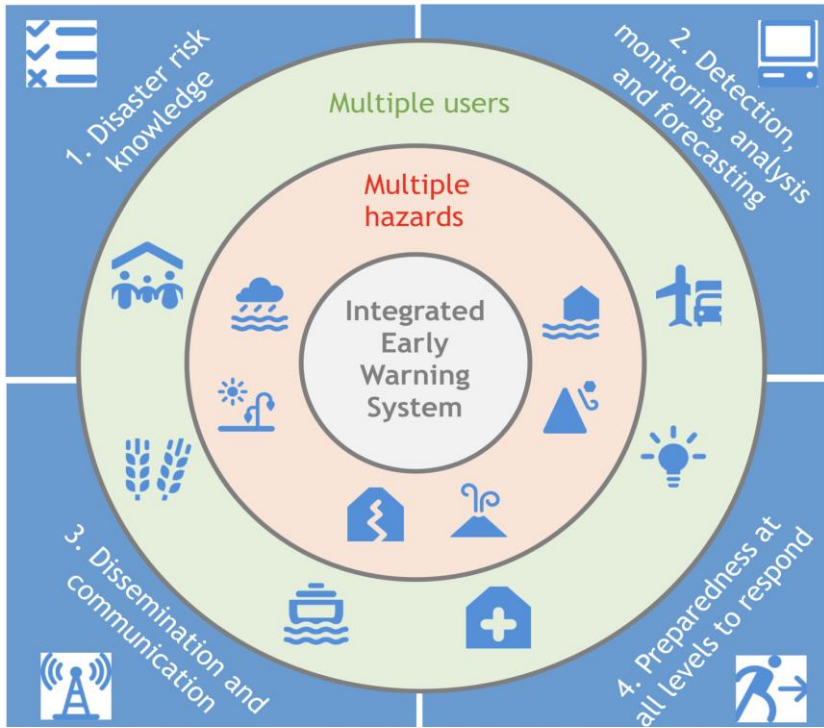 1. Disaster risk
knowledge
2. Detection,
monitoring, analysis
and forecasting
Multiple users
Multiple
hazards
Integrated
Early
Warning
System
3. Dissemination and
communication
4. Preparedness at
all levels to respond